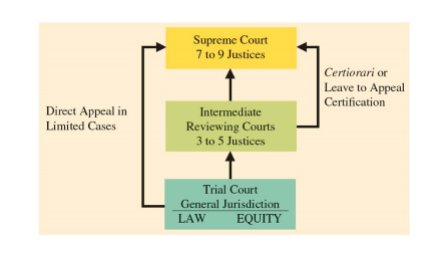 Supreme Court
7 to 9 Justices
Certiorari or
Leave to Appeal
Certification
Direct Appeal in
Limited Cases
Intermediate
Reviewing Courts
3 to 5 Justices
Trial Court
General Jurisdiction
LAW EQUITY